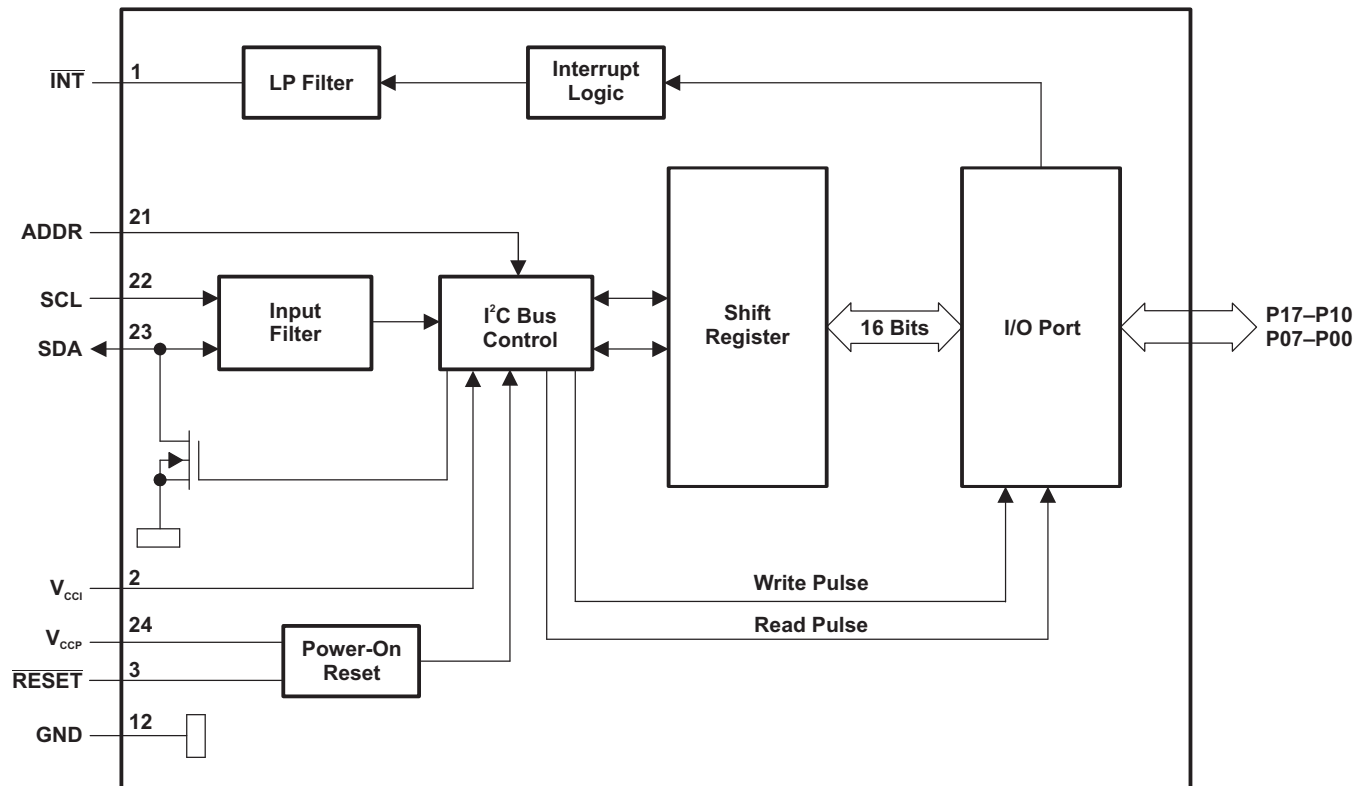 INT
1
LP Filter
Interrupt
Logic
ADDR
21
SCL
22
SDA
23
Input
Filter
I²C Bus
Control
Shift
Register
16 Bits
I/O Port
P17–P10
P07–P00
VCCI
2
Write Pulse
VCCP
24
Read Pulse
RESET
3
Power-On
Reset
GND
12